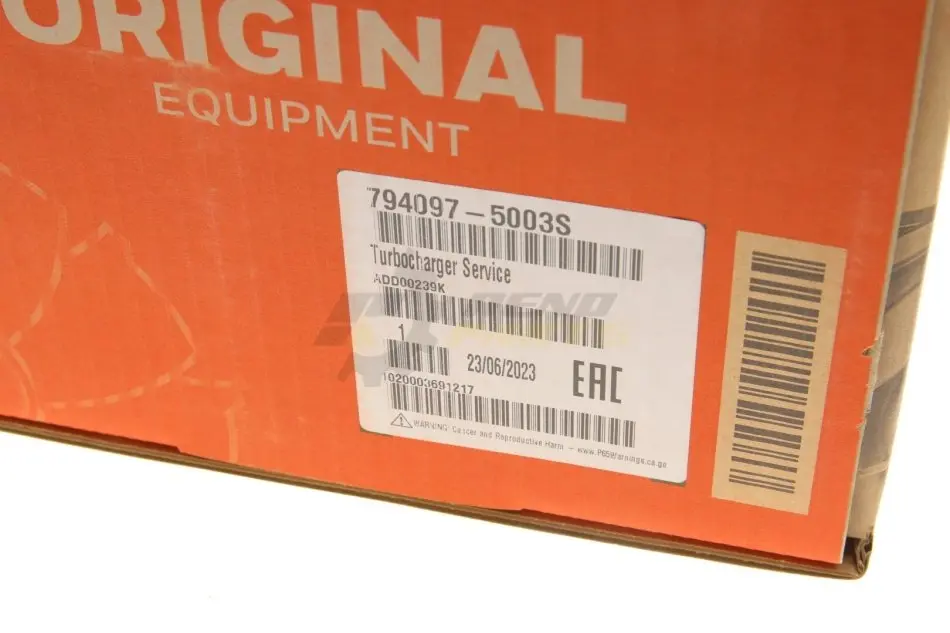 ORIGINAL
EQUIPMENT
794097-5003S
Turbocharger Service
ADD00239K
1
23/06/2023
EAC
1020003691217
WARNING: Cancer and Reproductive Harm - www.P65Warnings.ca.go